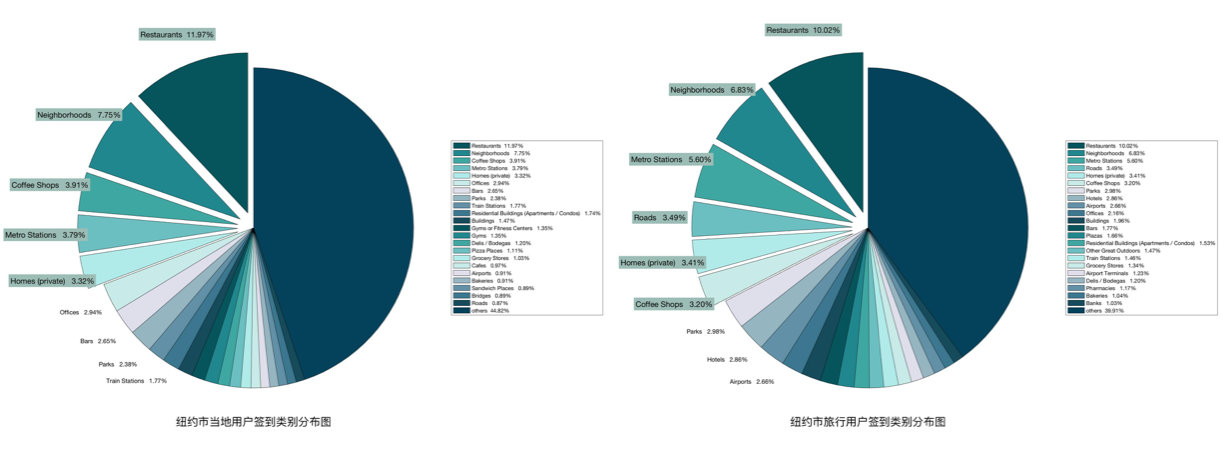 Restaurants 11.97%
Neighborhoods 7.75%
Coffee Shops 3.91%
Metro Stations 3.79%
Homes (private) 3.32%
Offices 2.94%
Bars 2.65%
Parks 2.38%
Train Stations 1.77%
Restaurants 11.97%
Neighborhoods 7.75%
Coffee Shops 3.91%
Metro Stations 3.79%
Homes (private) 3.32%
Offices 2.94%
Bars 2.65%
Parks 2.38%
Train Stations 1.77%
Residential Buildings (Apartments / Condos) 1.74%
Buildings 1.47%
Gyms or Fitness Centers 1.35%
Gyms 1.35%
Delis / Bodegas 1.20%
Pizza Places 1.11%
Grocery Stores 1.03%
Cafes 0.97%
Airports 0.91%
Bakeries 0.91%
Sandwich Places 0.89%
Bridges 0.89%
Roads 0.87%
others 44.82%
纽约市当地用户签到类别分布图
Restaurants 10.02%
Neighborhoods 6.83%
Metro Stations 5.60%
Roads 3.49%
Homes (private) 3.41%
Coffee Shops 3.20%
Parks 2.98%
Hotels 2.86%
Airports 2.66%
Restaurants 10.02%
Neighborhoods 6.83%
Metro Stations 5.60%
Roads 3.49%
Homes (private) 3.41%
Coffee Shops 3.20%
Parks 2.98%
Hotels 2.86%
Airports 2.66%
Offices 2.16%
Buildings 1.96%
Bars 1.77%
Plazas 1.66%
Residential Buildings (Apartments / Condos) 1.53%
Other Great Outdoors 1.47%
Train Stations 1.46%
Grocery Stores 1.34%
Airport Terminals 1.23%
Delis / Bodegas 1.20%
Pharmacies 1.17%
Bakeries 1.04%
Banks 1.03%
others 39.91%
纽约市旅行用户签到类别分布图